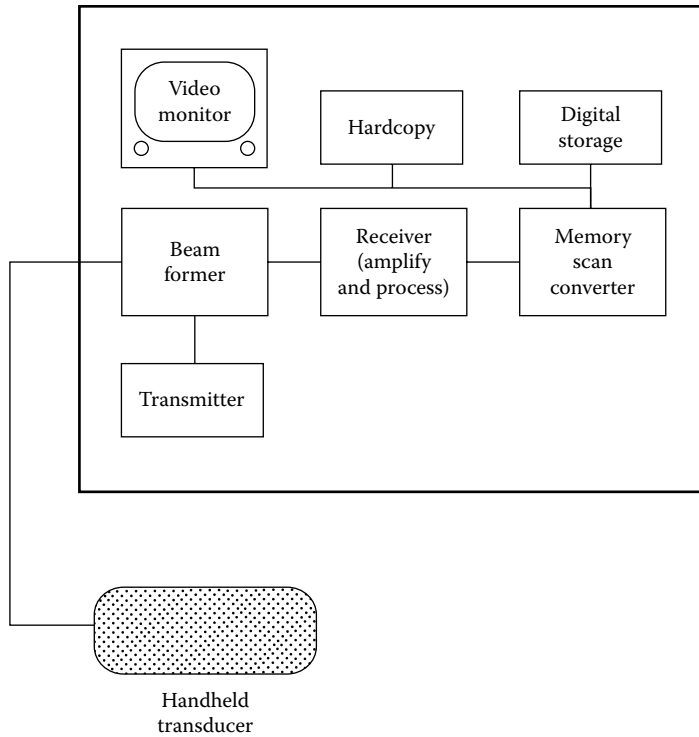 Video
monitor
Hardcopy
Digital
storage
Beam
former
Receiver
(amplify
and process)
Memory
scan
converter
Transmitter
Handheld
transducer